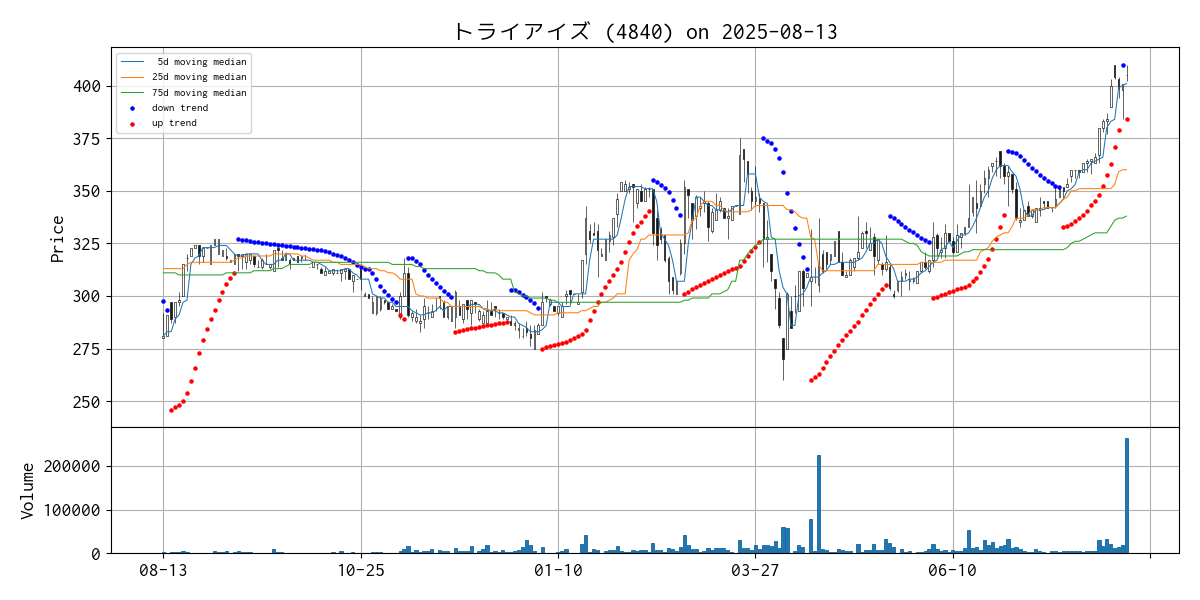 トライアイズ (4840) on 2025-08-13
Price
400
375
350
325
300
275
250
5d moving median
25d moving median
75d moving median
down trend
up trend
Volume
200000
100000
0
08-13 10-25 01-10 03-27 06-10